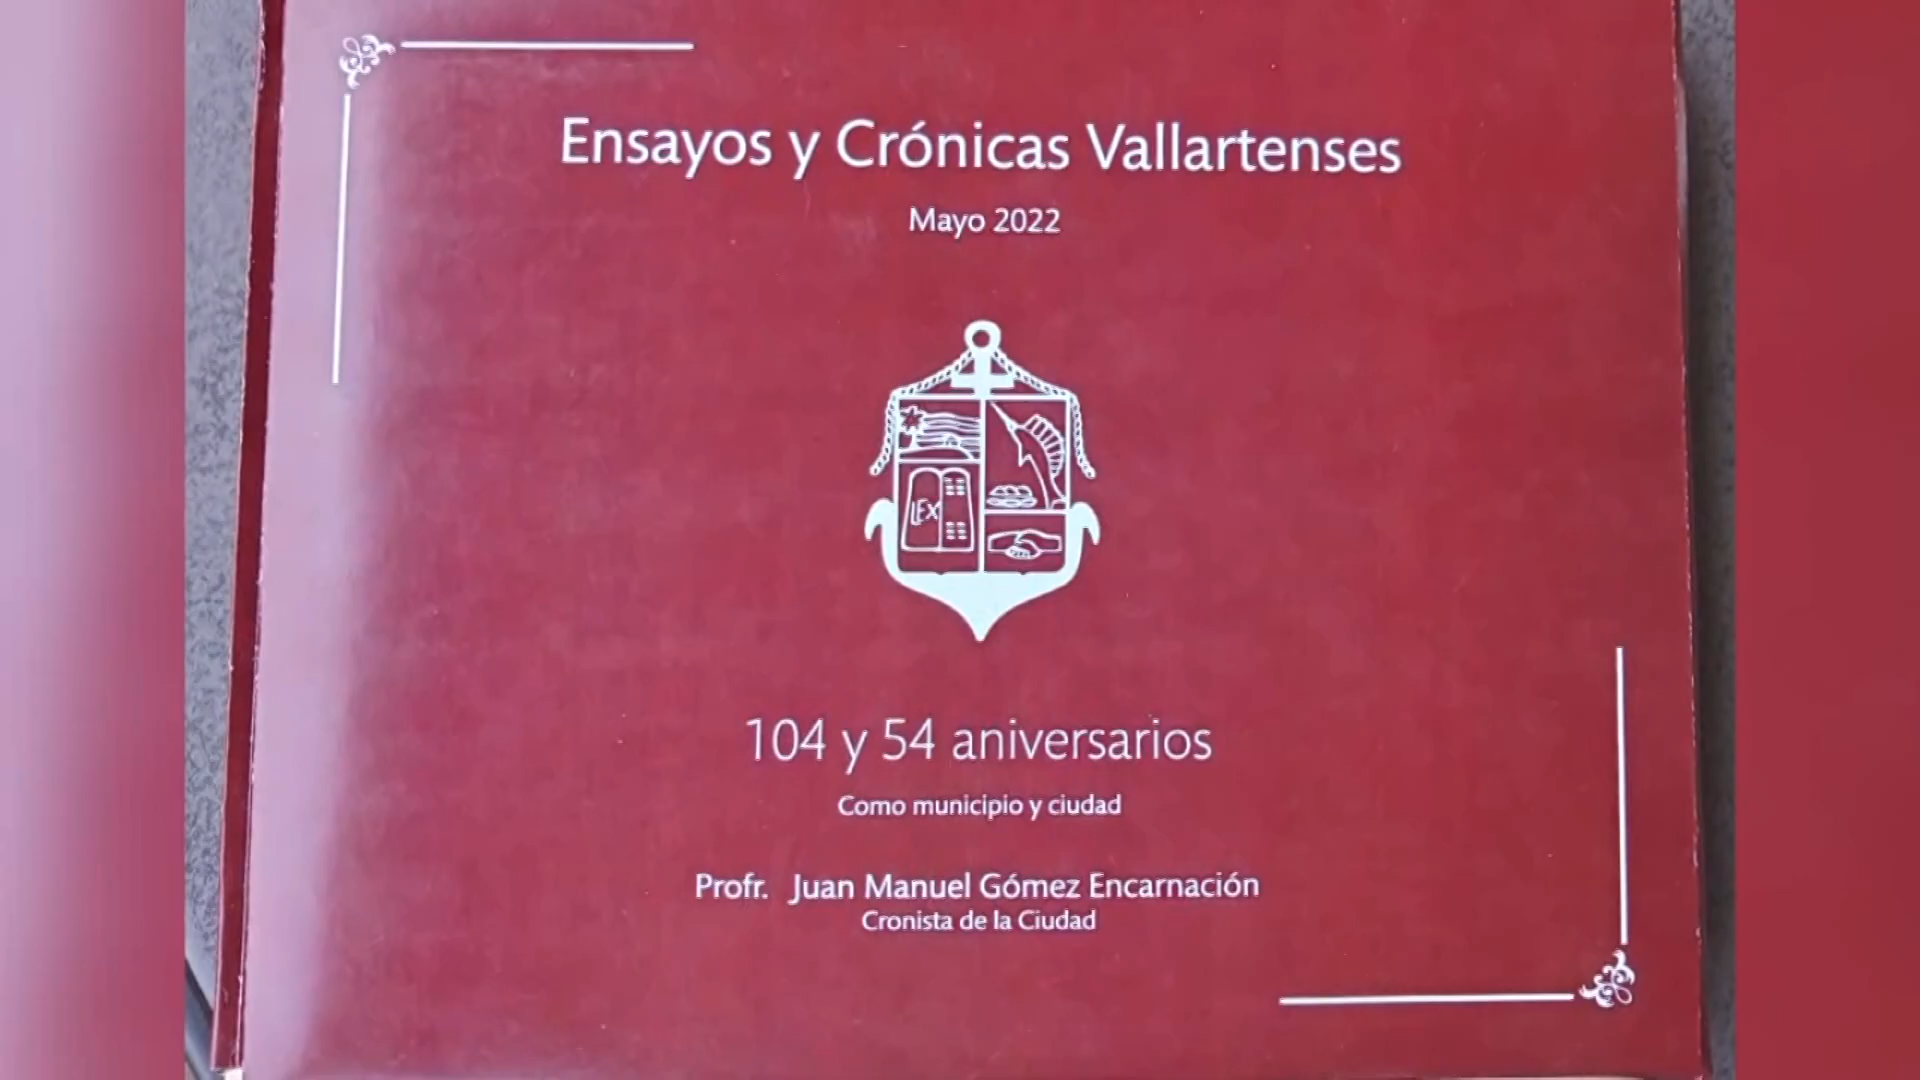 Ensayos y Crónicas Vallartenses
Mayo 2022
LEX
104 y 54 aniversarios
Como municipio y ciudad
Profr. Juan Manuel Gómez Encarnación
Cronista de la Ciudad